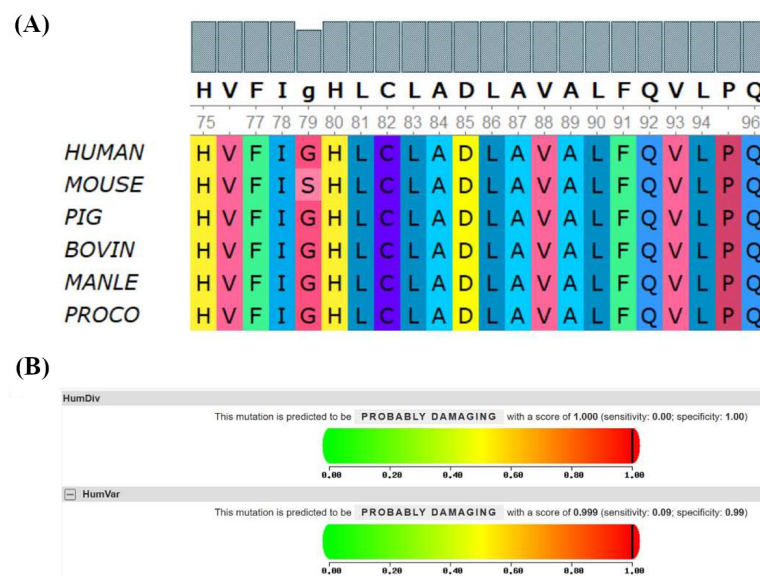 (A)
H V F I g H L C L A D L A V A L F Q V L P Q
75 77 78 79 80 81 82 83 84 85 86 87 88 89 90 91 92 93 94 96
HUMAN H V F I G H L C L A D L A V A L F Q V L P Q
MOUSE H V F I S H L C L A D L A V A L F Q V L P Q
PIG H V F I G H L C L A D L A V A L F Q V L P Q
BOVIN H V F I G H L C L A D L A V A L F Q V L P Q
MANLE H V F I G H L C L A D L A V A L F Q V L P Q
PROCO H V F I G H L C L A D L A V A L F Q V L P Q
(B)
HumDiv
This mutation is predicted to be PROBABLY DAMAGING with a score of 1.000 (sensitivity: 0.00; specificity: 1.00)
0.00 0.20 0.40 0.60 0.80 1.00
HumVar
This mutation is predicted to be PROBABLY DAMAGING with a score of 0.999 (sensitivity: 0.09; specificity: 0.99)
0.00 0.20 0.40 0.60 0.80 1.00